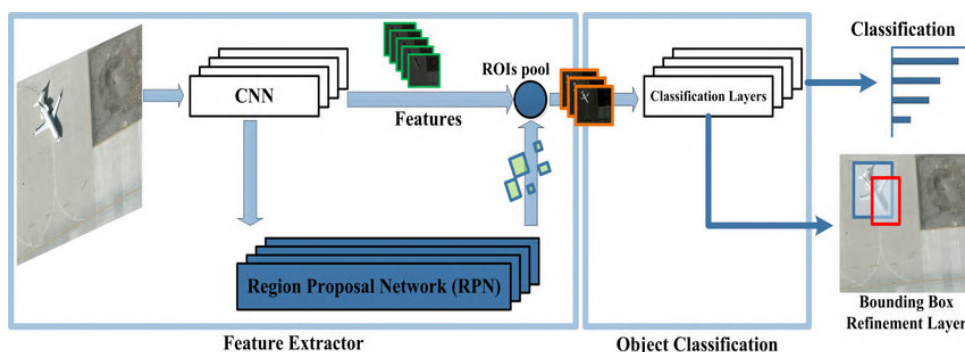 CNN
Features
ROIs pool
Region Proposal Network (RPN)
Feature Extractor
Classification Layers
Object Classification
Classification
Bounding Box
Refinement Layer